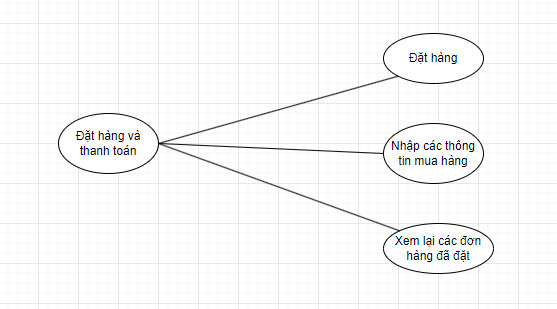 Đặt hàng
Đặt hàng và
thanh toán
Nhập các thông
tin mua hàng
Xem lại các đơn
hàng đã đặt